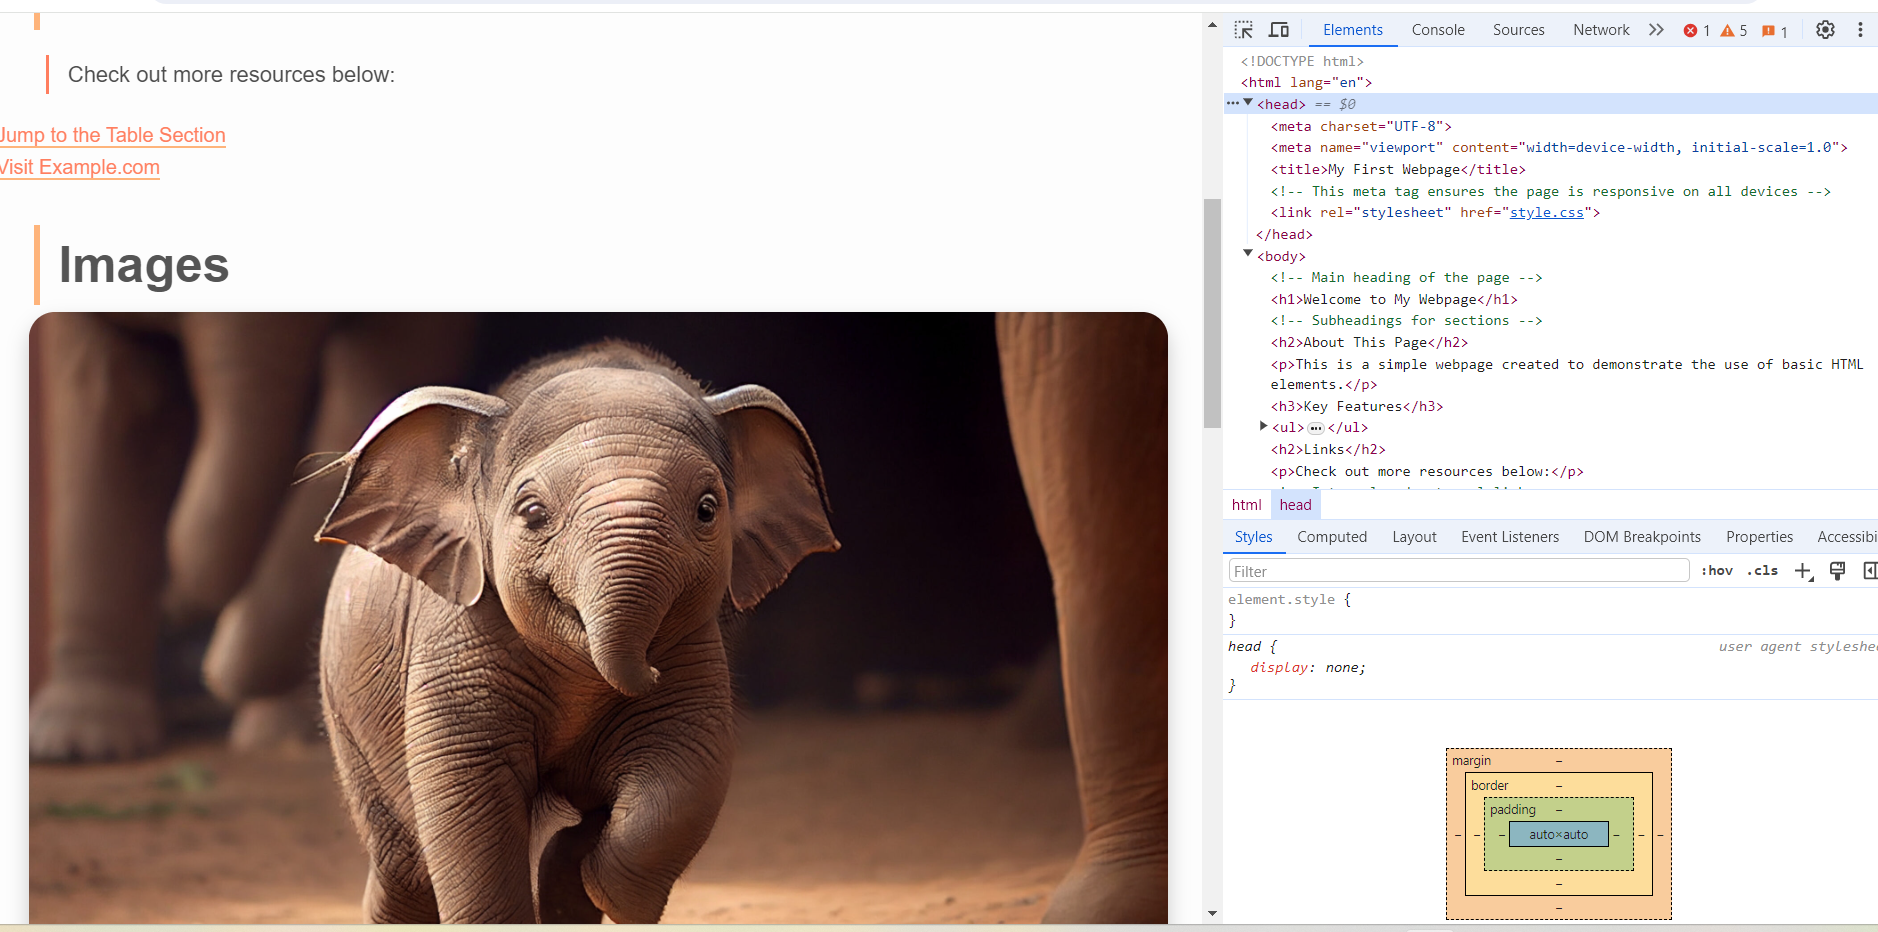 Check out more resources below:
Jump to the Table Section
Visit Example.com
Images
Elements Console Sources Network 1 5 1
<!DOCTYPE html>
<html lang="en">
<head> == $0
<meta charset="UTF-8">
<meta name="viewport" content="width=device-width, initial-scale=1.0">
<title>My First Webpage</title>
<!-- This meta tag ensures the page is responsive on all devices -->
<link rel="stylesheet" href="style.css">
</head>
<body>
<!-- Main heading of the page -->
<h1>Welcome to My Webpage</h1>
<!-- Subheadings for sections -->
<h2>About This Page</h2>
<p>This is a simple webpage created to demonstrate the use of basic HTML
elements.</p>
<h3>Key Features</h3>
<ul>…</ul>
<h2>Links</h2>
<p>Check out more resources below:</p>
html head
Styles Computed Layout Event Listeners DOM Breakpoints Properties Accessibi
Filter :hov .cls
element.style {
}
head { user agent styleshe
display: none;
}
margin –
border –
padding –
– – – auto×auto – – –
–
–
–